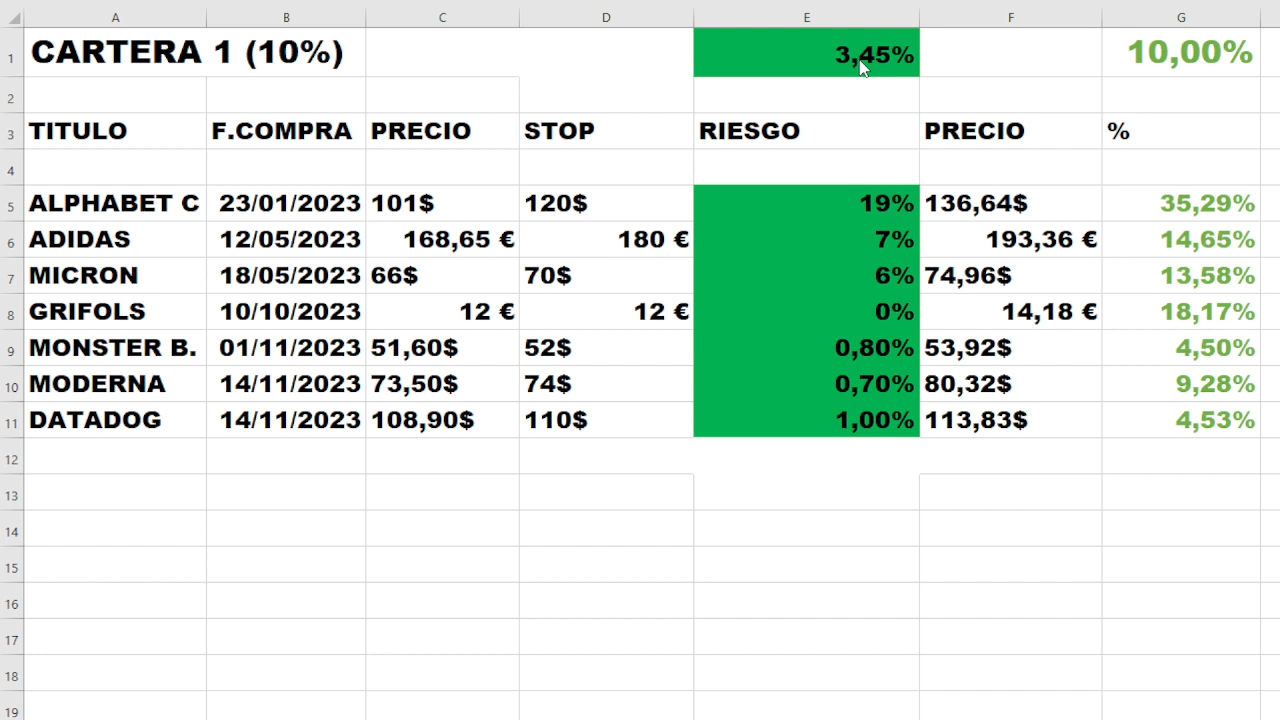 A B C D E F G
1 CARTERA 1 (10%) 3,45% 10,00%
2
3 TITULO F.COMPRA PRECIO STOP RIESGO PRECIO %
4
5 ALPHABET C 23/01/2023 101$ 120$ 19% 136,64$ 35,29%
6 ADIDAS 12/05/2023 168,65 € 180 € 7% 193,36 € 14,65%
7 MICRON 18/05/2023 66$ 70$ 6% 74,96$ 13,58%
8 GRIFOLS 10/10/2023 12 € 12 € 0% 14,18 € 18,17%
9 MONSTER B. 01/11/2023 51,60$ 52$ 0,80% 53,92$ 4,50%
10 MODERNA 14/11/2023 73,50$ 74$ 0,70% 80,32$ 9,28%
11 DATADOG 14/11/2023 108,90$ 110$ 1,00% 113,83$ 4,53%
12
13
14
15
16
17
18
19